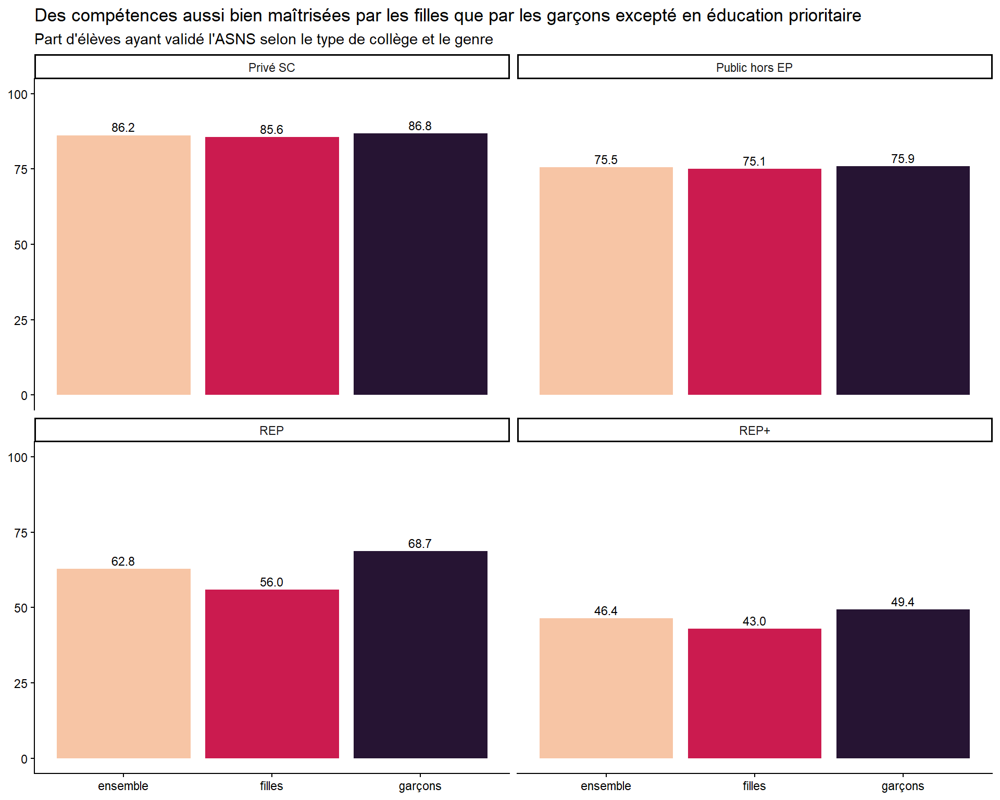 Des compétences aussi bien maîtrisées par les filles que par les garçons excepté en éducation prioritaire
Part d'élèves ayant validé l'ASNS selon le type de collège et le genre
Privé SC
Public hors EP
100
75
50
25
0
86.2
85.6
86.8
75.5
75.1
75.9
REP
REP+
100
75
50
25
0
62.8
56.0
68.7
46.4
43.0
49.4
ensemble
filles
garçons
ensemble
filles
garçons